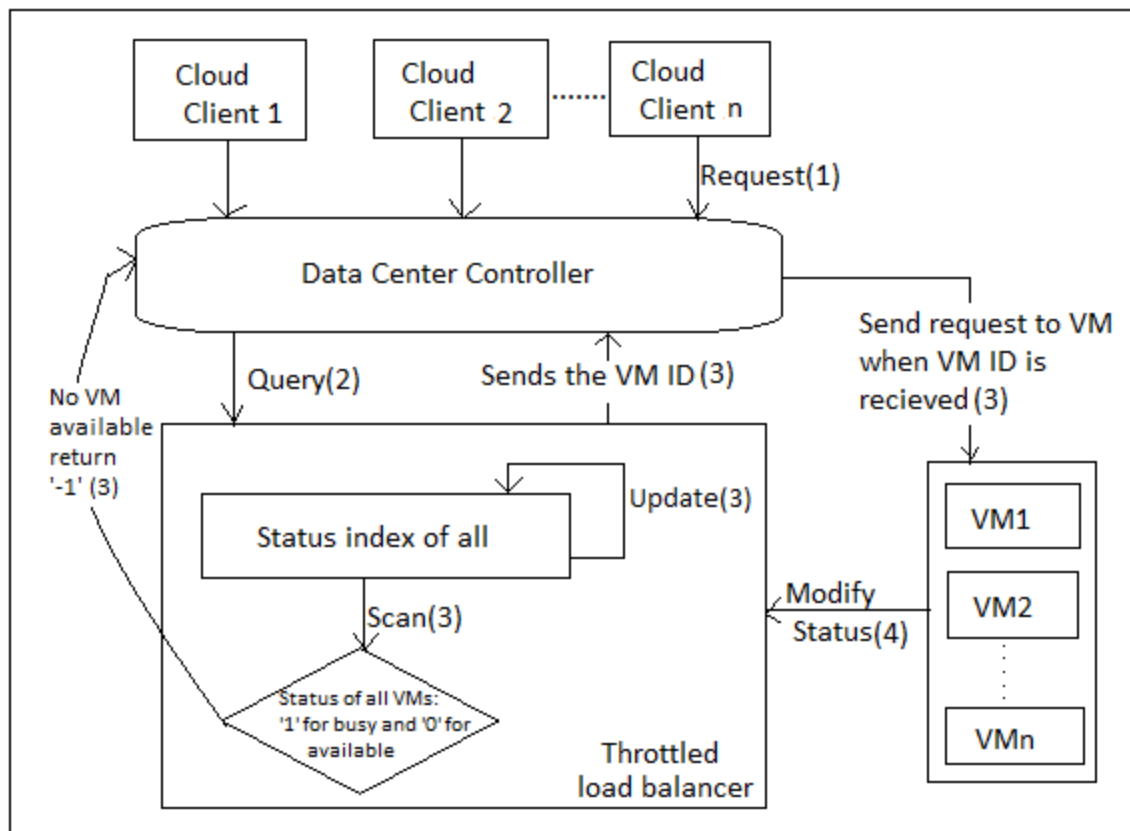 Cloud
Client 1
Cloud
Client 2
Cloud
Client n
Request(1)
Data Center Controller
Send request to VM
when VM ID is
recieved (3)
Query(2)
Sends the VM ID (3)
No VM
available
return
'-1' (3)
Update(3)
Status index of all
Scan(3)
Status of all VMs:
'1' for busy and '0' for
available
Throttled
load balancer
Modify
Status(4)
VM1
VM2
VMn